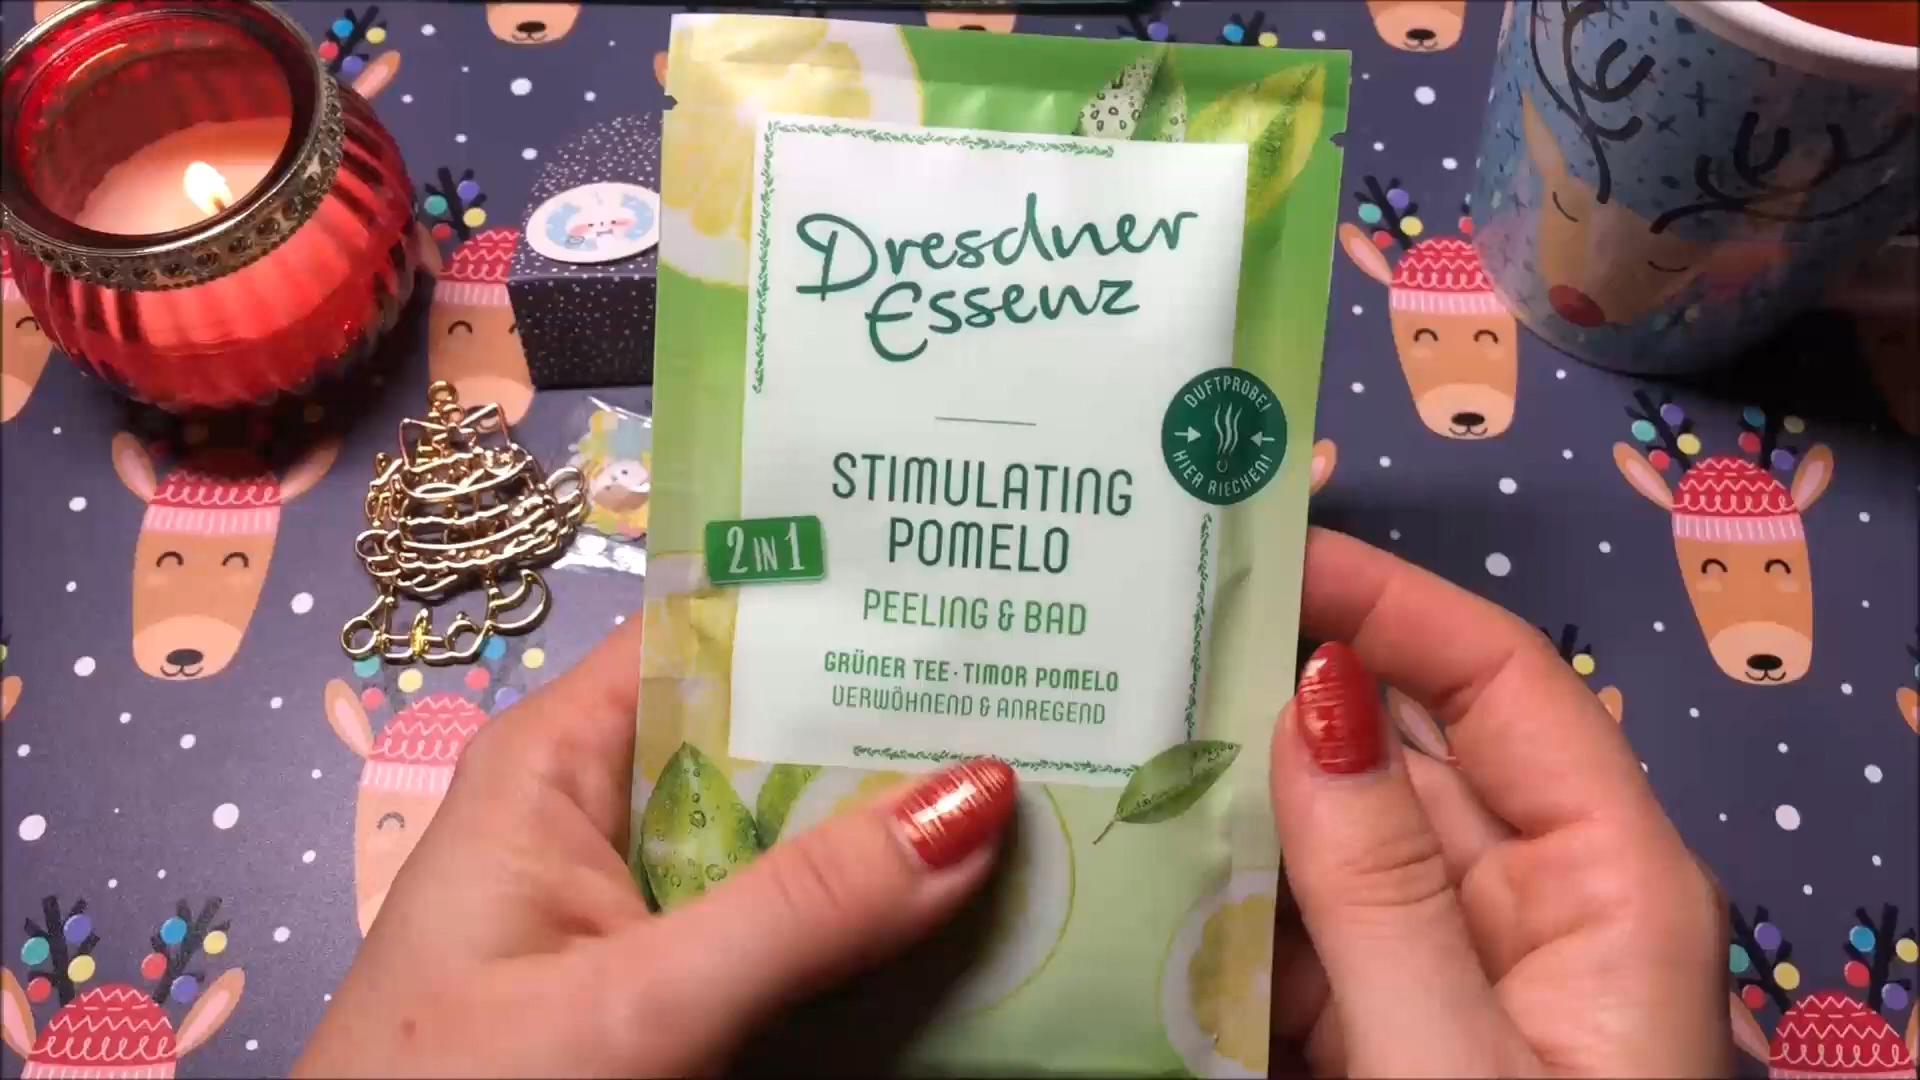 Dresdner
Essenz
DUFTPROBE!
HIER RIECHEN!
STIMULATING
POMELO
2 IN 1
PEELING & BAD
GRÜNER TEE · TIMOR POMELO
VERWÖHNEND & ANREGEND